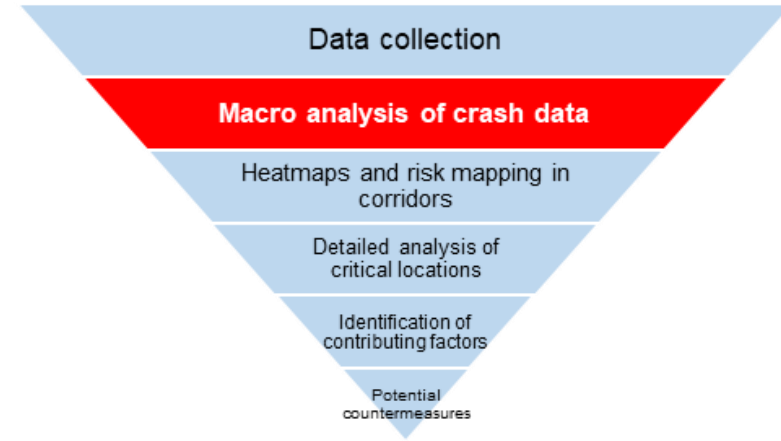 Data collection
Macro analysis of crash data
Heatmaps and risk mapping in
corridors
Detailed analysis of
critical locations
Identification of
contributing factors
Potential
countermeasures